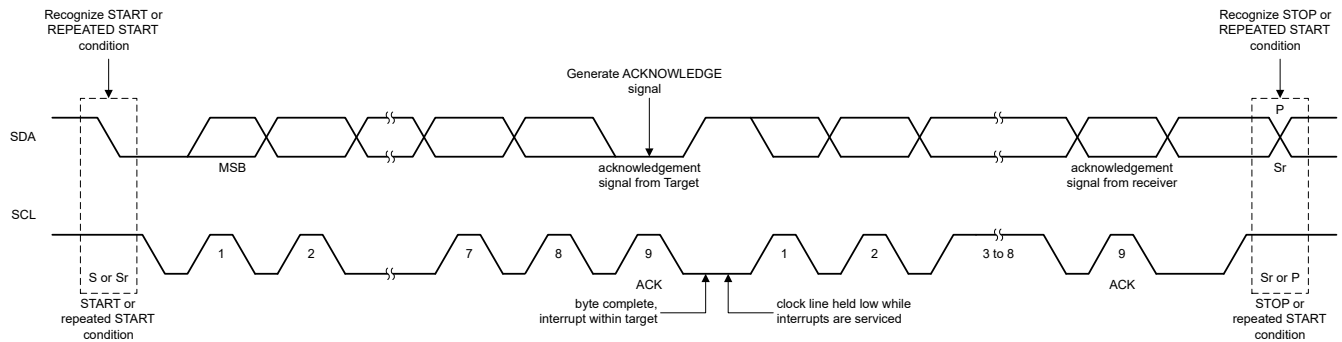 Recognize START or
REPEATED START
condition
Recognize STOP or
REPEATED START
condition
Generate ACKNOWLEDGE
signal
P
SDA
MSB
acknowledgement
signal from Target
acknowledgement
signal from receiver
Sr
SCL
1
2
7
8
9
1
2
3 to 8
9
S or Sr
ACK
ACK
Sr or P
START or
repeated START
condition
byte complete,
interrupt within target
clock line held low while
interrupts are serviced
STOP or
repeated START
condition